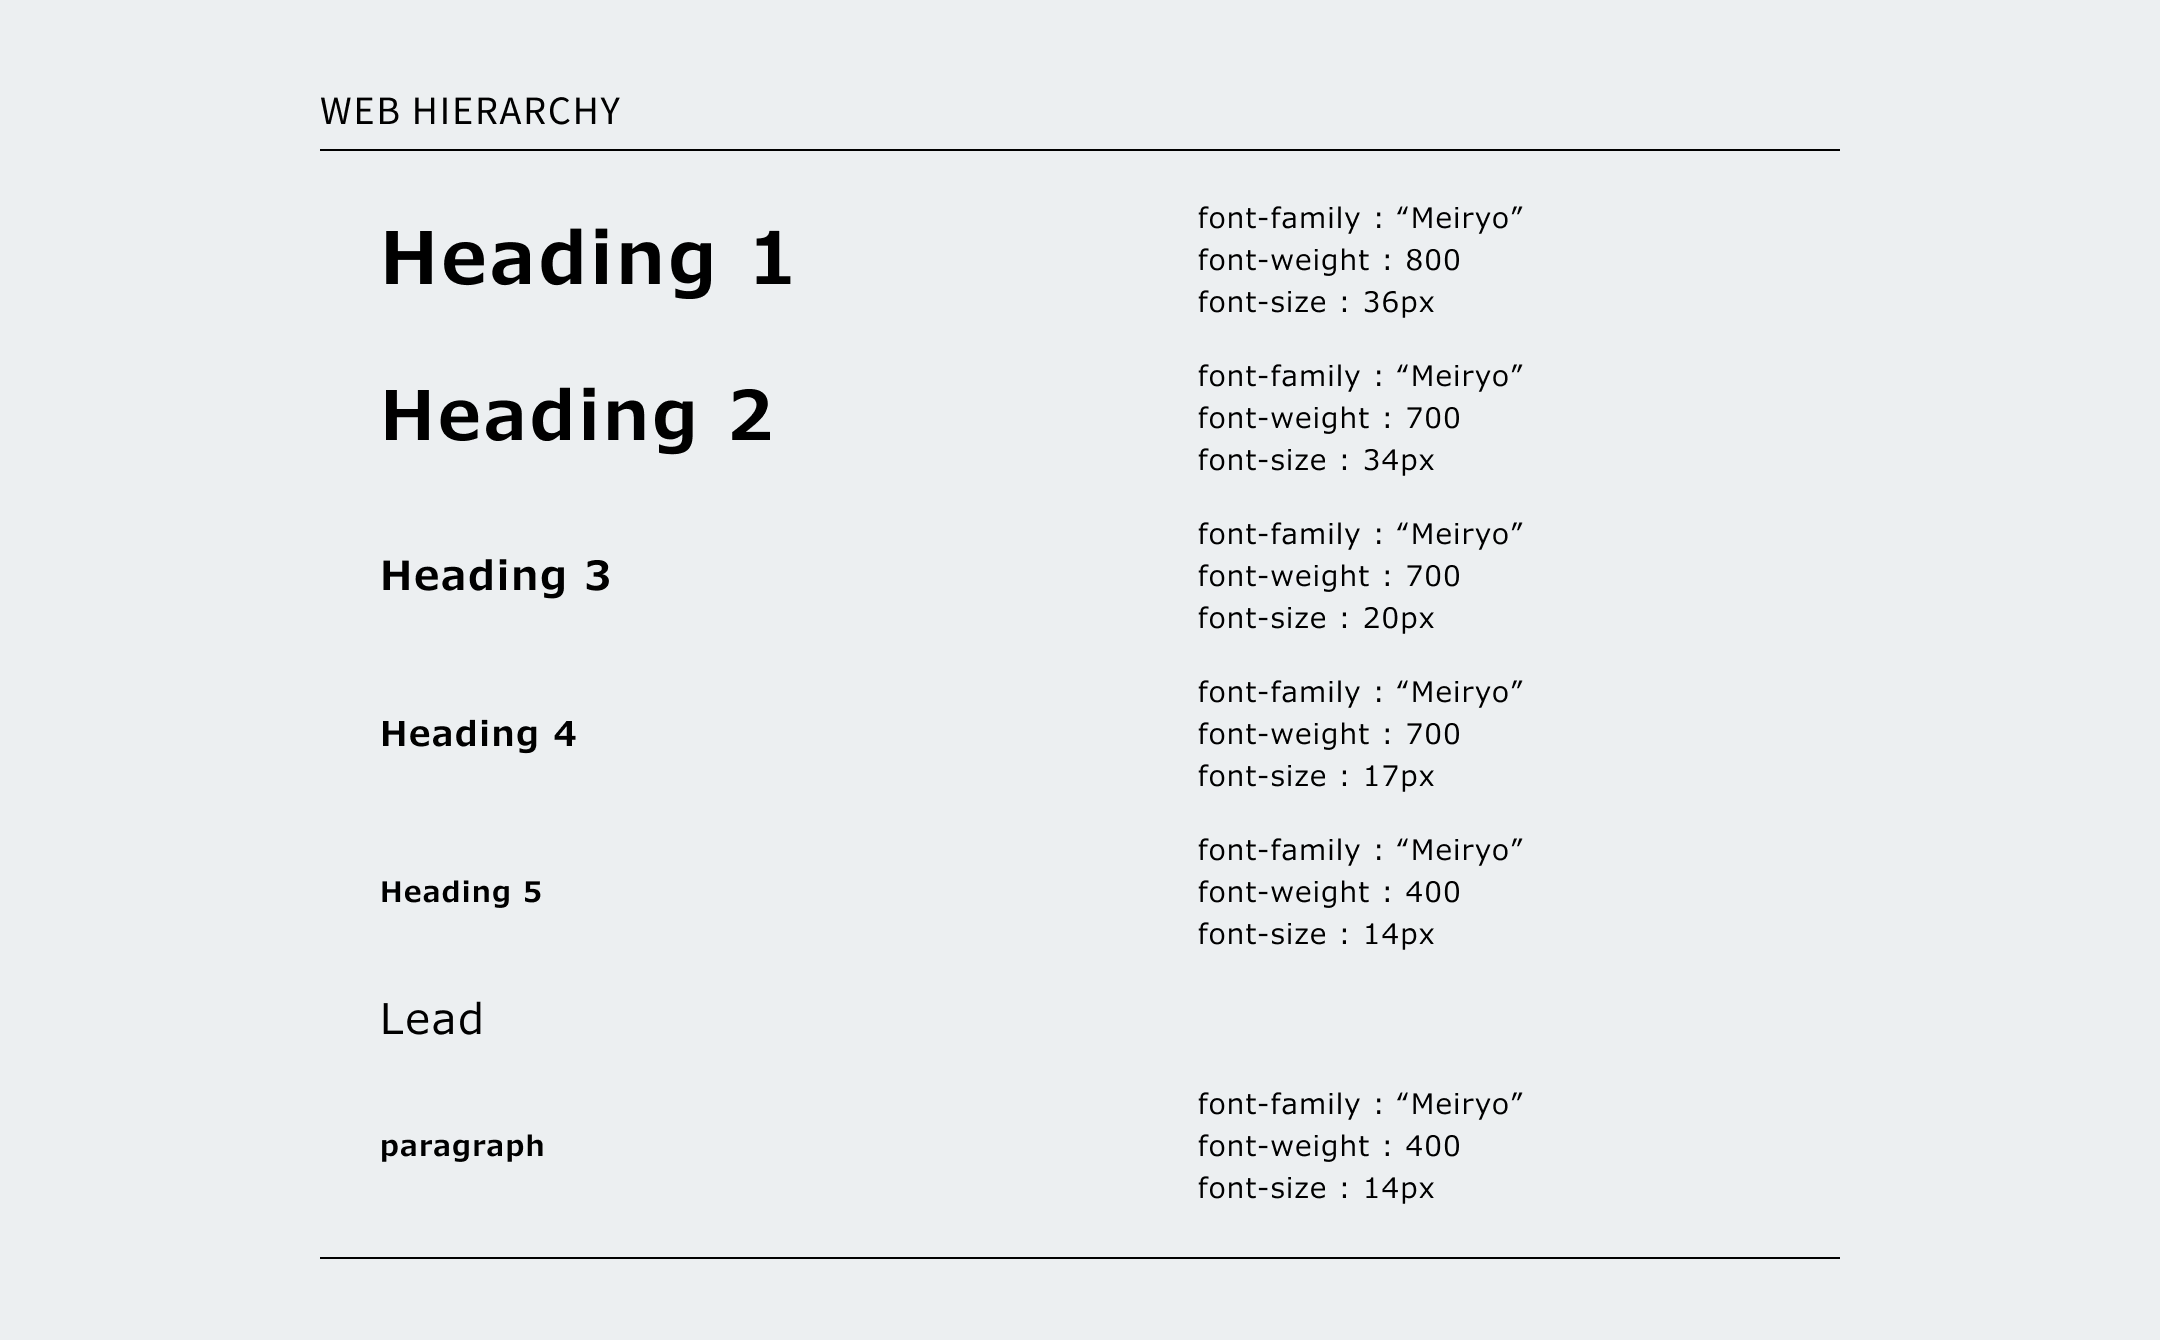 WEB HIERARCHY
Heading 1
font-family : “Meiryo”
font-weight : 800
font-size : 36px
Heading 2
font-family : “Meiryo”
font-weight : 700
font-size : 34px
Heading 3
font-family : “Meiryo”
font-weight : 700
font-size : 20px
Heading 4
font-family : “Meiryo”
font-weight : 700
font-size : 17px
Heading 5
font-family : “Meiryo”
font-weight : 400
font-size : 14px
Lead
paragraph
font-family : “Meiryo”
font-weight : 400
font-size : 14px